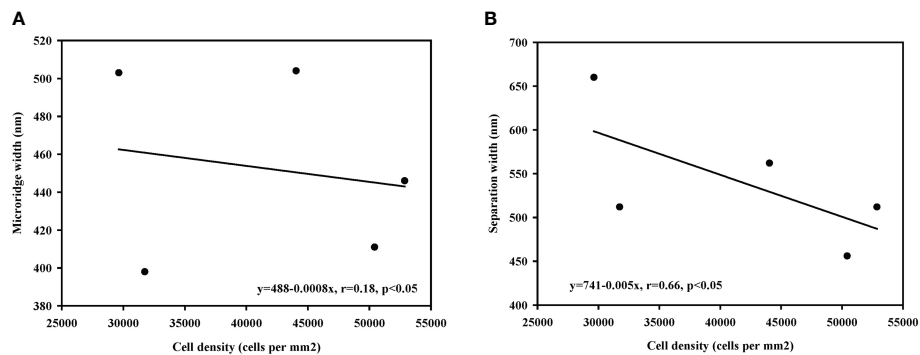 A
520
500
480
460
440
420
400
380
Microridge width (nm)
y=488-0.0008x, r=0.18, p<0.05
25000 30000 35000 40000 45000 50000 55000
Cell density (cells per mm2)
B
700
650
600
550
500
450
400
Separation width (nm)
y=741-0.005x, r=0.66, p<0.05
25000 30000 35000 40000 45000 50000 55000
Cell density (cells per mm2)